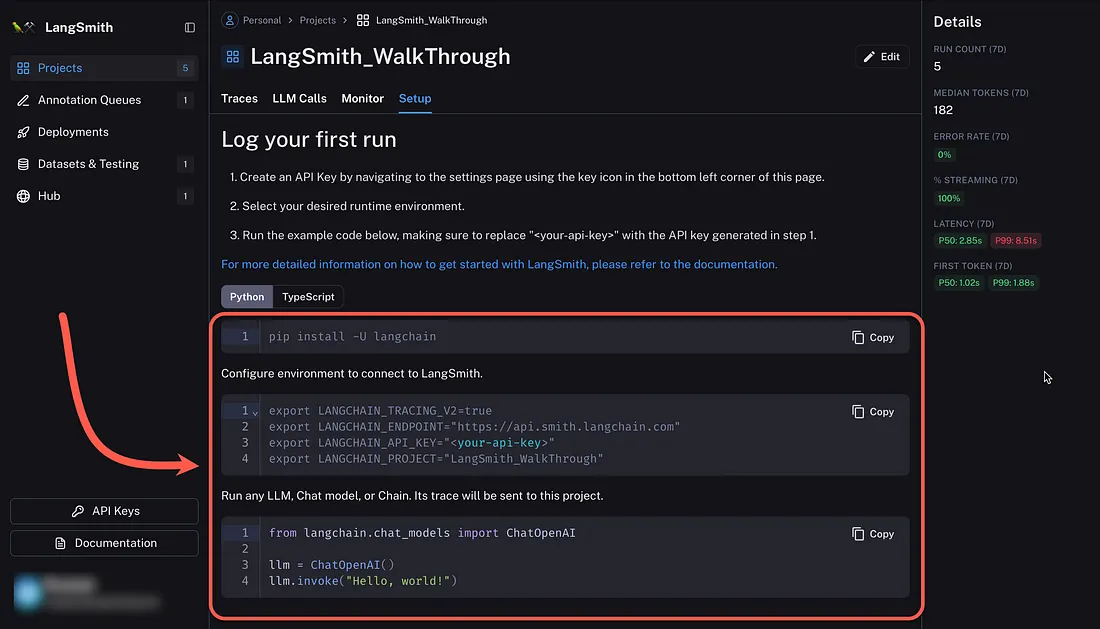 LangSmith
Projects 5
Annotation Queues 1
Deployments
Datasets & Testing 1
Hub 1
API Keys
Documentation
Personal > Projects > LangSmith_WalkThrough
LangSmith_WalkThrough
Edit
Traces LLM Calls Monitor Setup
Log your first run
1. Create an API Key by navigating to the settings page using the key icon in the bottom left corner of this page.
2. Select your desired runtime environment.
3. Run the example code below, making sure to replace "<your-api-key>" with the API key generated in step 1.
For more detailed information on how to get started with LangSmith, please refer to the documentation.
Python TypeScript
1 pip install -U langchain
Copy
Configure environment to connect to LangSmith.
1 export LANGCHAIN_TRACING_V2=true
2 export LANGCHAIN_ENDPOINT="https://api.smith.langchain.com"
3 export LANGCHAIN_API_KEY="<your-api-key>"
4 export LANGCHAIN_PROJECT="LangSmith_WalkThrough"
Copy
Run any LLM, Chat model, or Chain. Its trace will be sent to this project.
1 from langchain.chat_models import ChatOpenAI
2
3 llm = ChatOpenAI()
4 llm.invoke("Hello, world!")
Copy
Details
RUN COUNT (7D)
5
MEDIAN TOKENS (7D)
182
ERROR RATE (7D)
0%
% STREAMING (7D)
100%
LATENCY (7D)
P50: 2.85s P99: 8.51s
FIRST TOKEN (7D)
P50: 1.02s P99: 1.88s